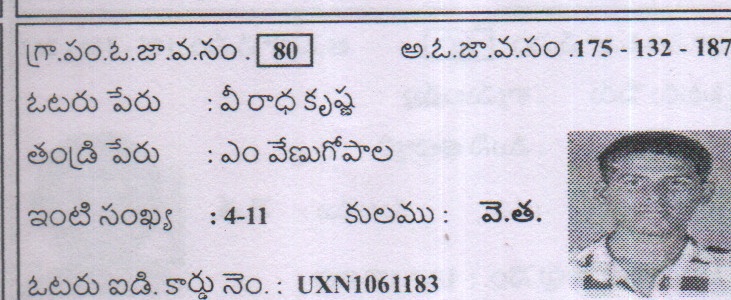 గ్రా.పం.ఓ.జా.వ.సం. 80 అ.ఓ.జా.వ.సం .175 - 132 - 187
ఓటరు పేరు : వీ రాధ కృష్ణ
తండ్రి పేరు : ఎం వేణుగోపాల
ఇంటి సంఖ్య : 4-11 కులము : వె.త.
ఓటరు ఐడి. కార్డు నెం. : UXN1061183